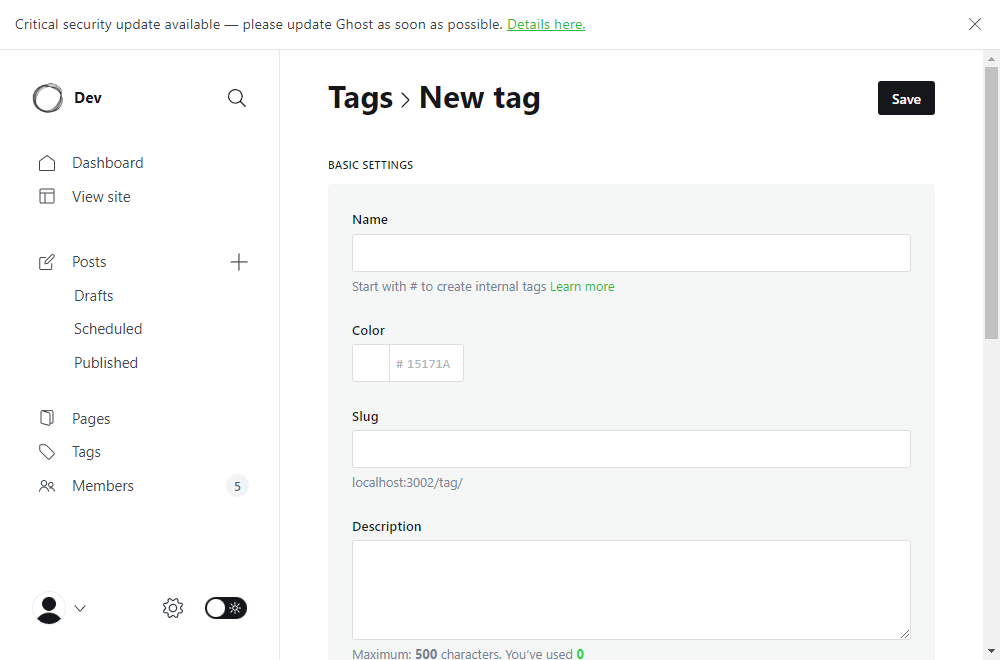 Critical security update available — please update Ghost as soon as possible. Details here.
Dev
Dashboard
View site
Posts
Drafts
Scheduled
Published
Pages
Tags
Members
5
Tags › New tag
Save
BASIC SETTINGS
Name
Start with # to create internal tags Learn more
Color
# 15171A
Slug
localhost:3002/tag/
Description
Maximum: 500 characters. You've used 0